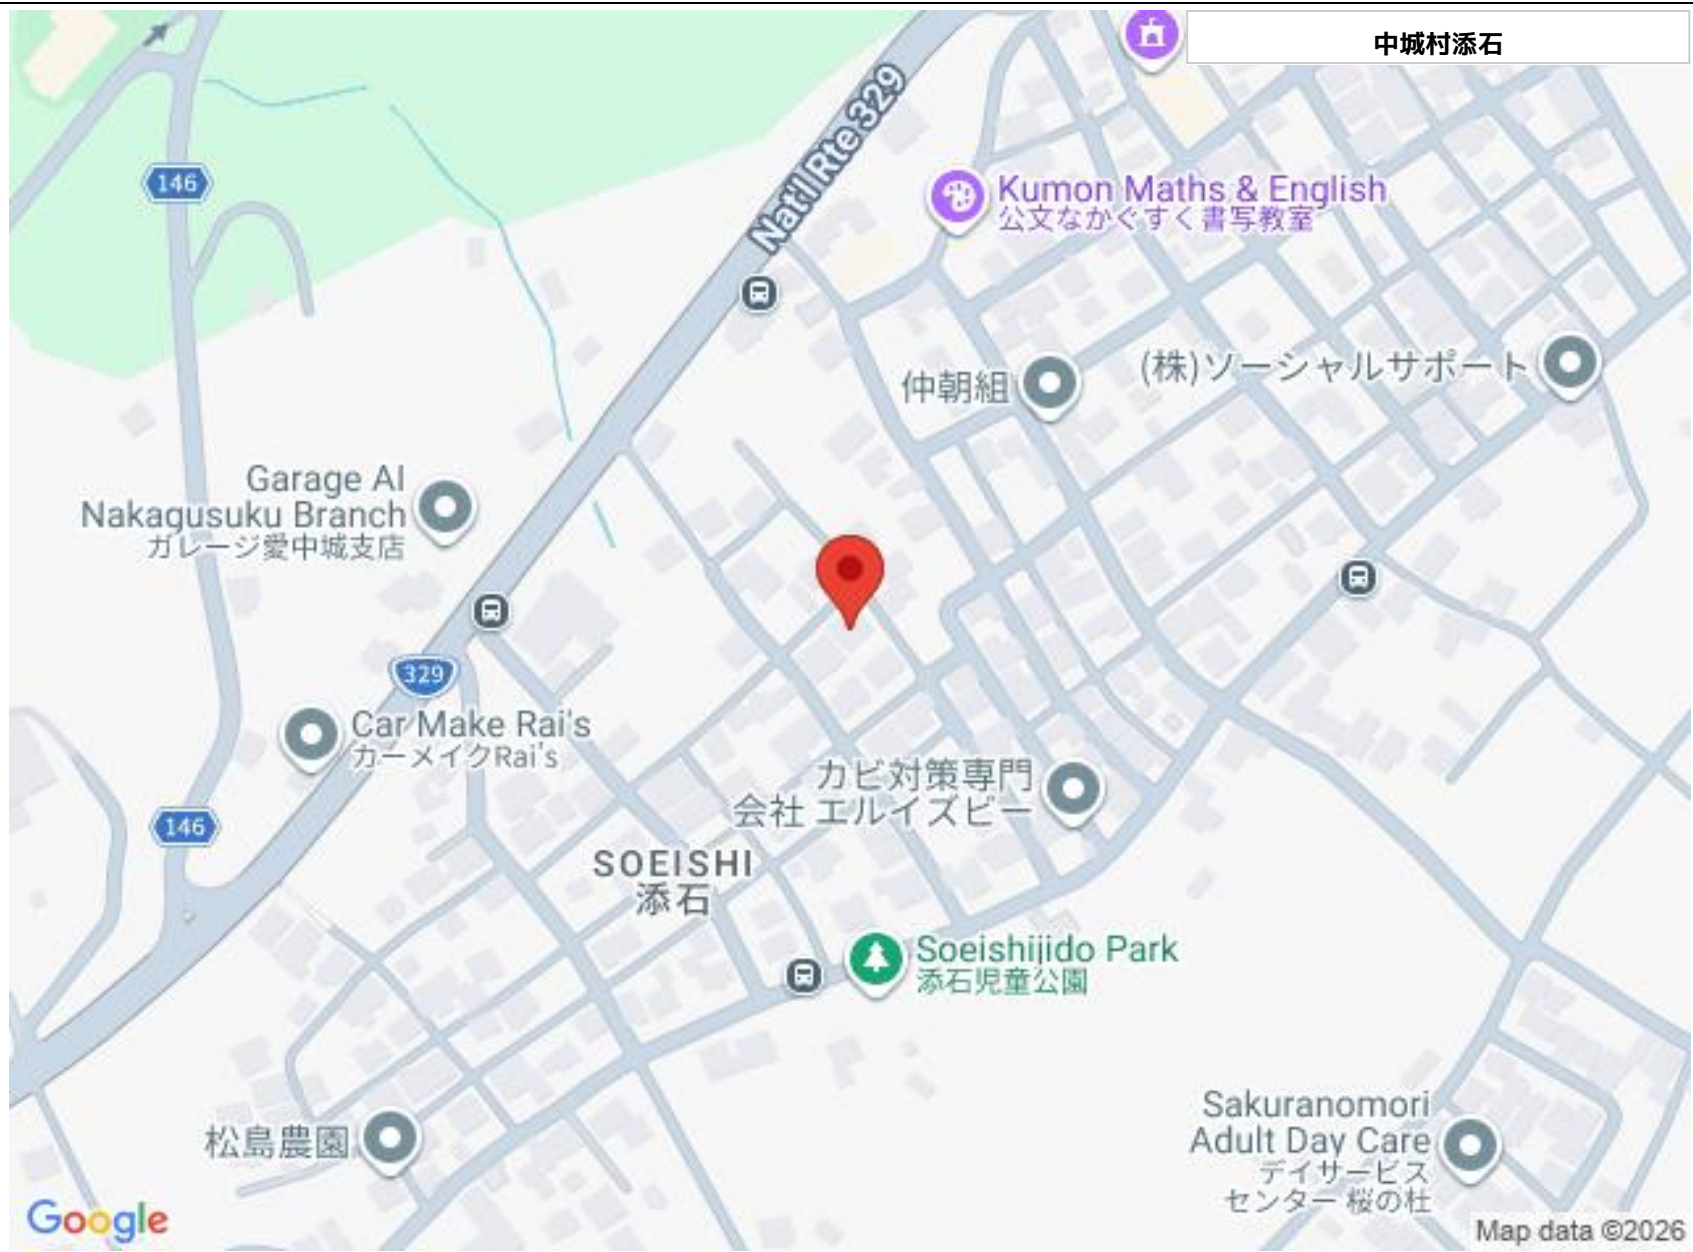 中城村添石
Nat'l Rte 329
146
Kumon Maths & English
公文なかぐすく書写教室
(株)ソーシャルサポート
仲朝組
Garage AI
Nakagusuku Branch
ガレージ愛中城支店
329
Car Make Rai's
カーメイクRai's
カビ対策専門
会社 エルイズビー
146
SOEISHI
添石
Soeishijido Park
添石児童公園
松島農園
Sakuranomori
Adult Day Care
デイサービス
センター 桜の杜
Google
Map data ©2026